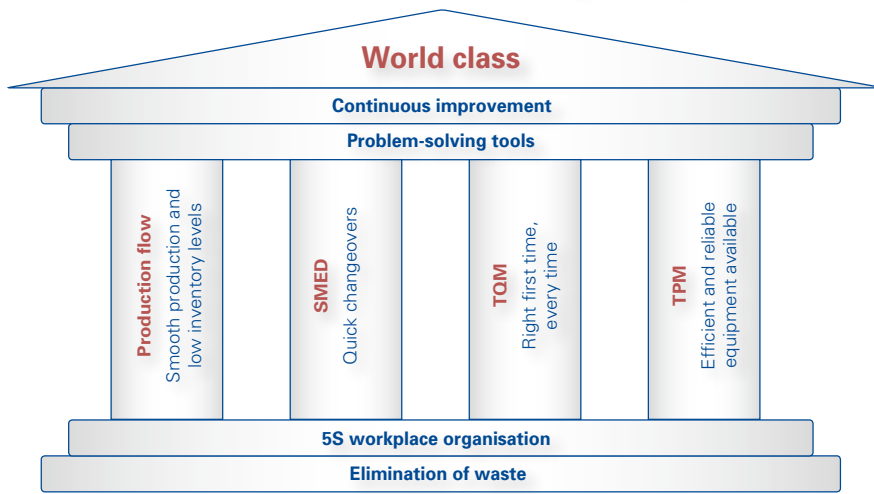 World class
Continuous improvement
Problem-solving tools
Production flow
Smooth production and
low inventory levels
SMED
Quick changeovers
TQM
Right first time,
every time
TPM
Efficient and reliable
equipment available
5S workplace organisation
Elimination of waste